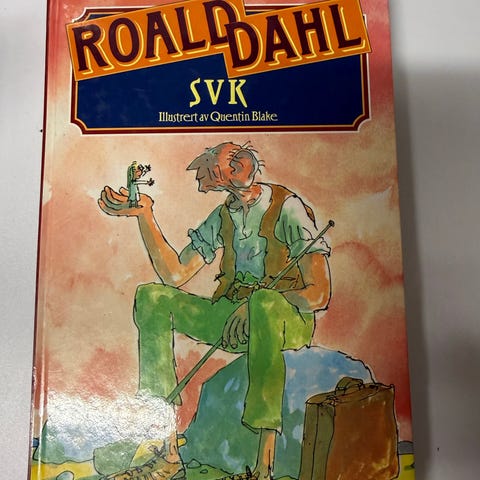 ROALD DAHL
SVK
Illustrert av Quentin Blake